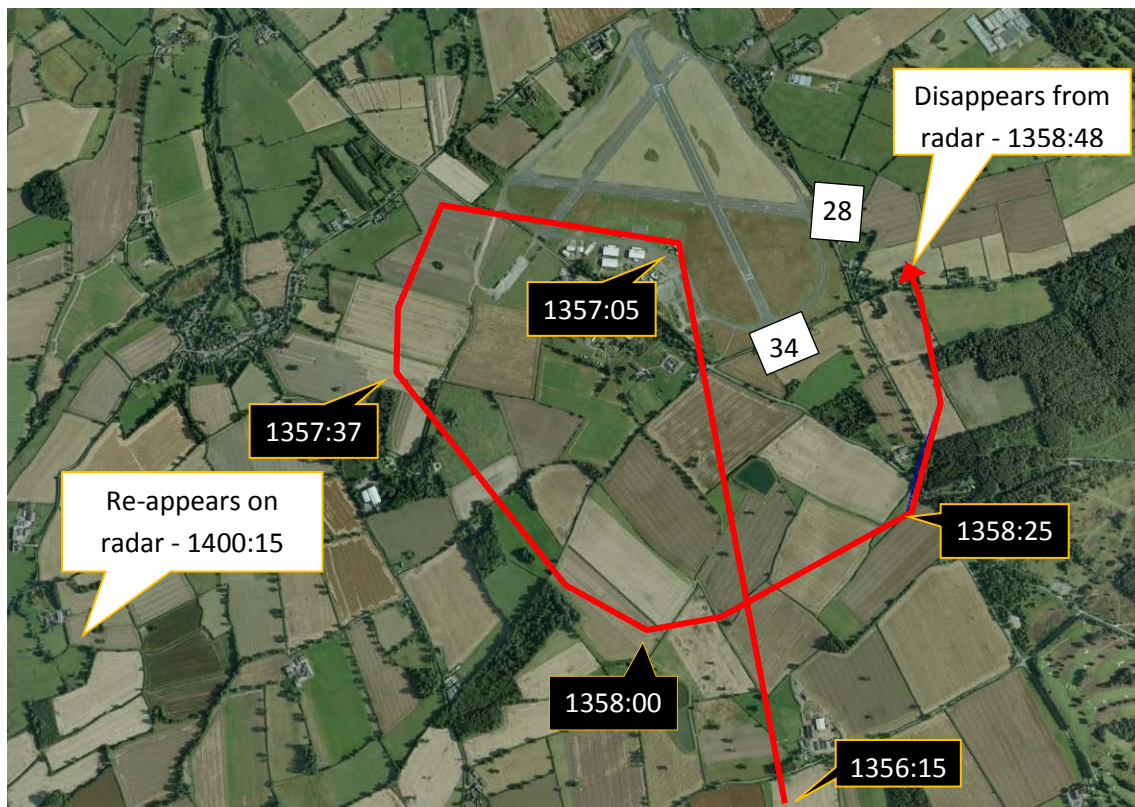 Disappears from
radar - 1358:48
28
1357:05
34
1357:37
Re-appears on
radar - 1400:15
1358:25
1358:00
1356:15